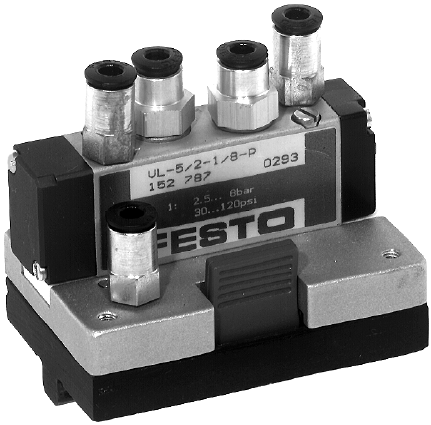 VL-5/2-1/8-P
152 787 0293
1: 2.5... 8bar
30...120psi
FESTO